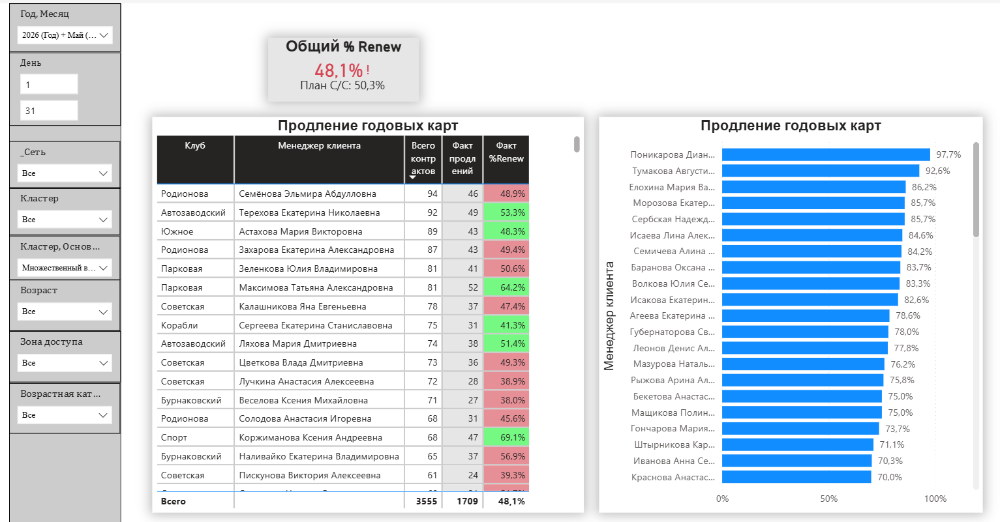 Год, Месяц
2026 (Год) + Май (...
День
1
31
_Сеть
Все
Кластер
Все
Кластер, Основ...
Множественный в...
Возраст
Все
Зона доступа
Все
Возрастная кат...
Все
Общий % Renew
48,1% !
План С/С: 50,3%
Продление годовых карт
Клуб Менеджер клиента Всего контр актов Факт продл ений Факт %Renew
Родионова Семёнова Эльмира Абдулловна 94 46 48,9%
Автозаводский Терехова Екатерина Николаевна 92 49 53,3%
Южное Астахова Мария Викторовна 89 43 48,3%
Родионова Захарова Екатерина Александровна 87 43 49,4%
Парковая Зеленкова Юлия Владимировна 81 41 50,6%
Парковая Максимова Татьяна Александровна 81 52 64,2%
Советская Калашникова Яна Евгеньевна 78 37 47,4%
Корабли Сергеева Екатерина Станиславовна 75 31 41,3%
Автозаводский Ляхова Мария Дмитриевна 74 38 51,4%
Советская Цветкова Влада Дмитриевна 73 36 49,3%
Советская Лучкина Анастасия Алексеевна 72 28 38,9%
Бурнаковский Веселова Ксения Михайловна 71 27 38,0%
Родионова Солодова Анастасия Игоревна 68 31 45,6%
Спорт Коржиманова Ксения Андреевна 68 47 69,1%
Бурнаковский Наливайко Екатерина Владимировна 65 37 56,9%
Советская Пискунова Виктория Алексеевна 61 24 39,3%
Всего 3555 1709 48,1%
Продление годовых карт
Менеджер клиента
Поникарова Диан... 97,7%
Тумакова Августи... 92,6%
Елохина Мария Ва... 86,2%
Морозова Екатер... 85,7%
Сербская Надежд... 85,7%
Исаева Лина Алек... 84,6%
Семичева Алина ... 84,2%
Баранова Оксана ... 83,7%
Волкова Юлия Се... 83,3%
Исакова Екатерин... 82,6%
Агеева Екатерина ... 78,6%
Губернаторова Св... 78,0%
Леонов Денис Ал... 77,8%
Мазурова Наталь... 76,2%
Рыжова Арина Ал... 75,8%
Бекетова Анастас... 75,0%
Мащикова Полин... 75,0%
Гончарова Мария... 73,7%
Штырникова Кар... 71,1%
Иванова Анна Се... 70,3%
Краснова Анастас... 70,0%
0% 50% 100%